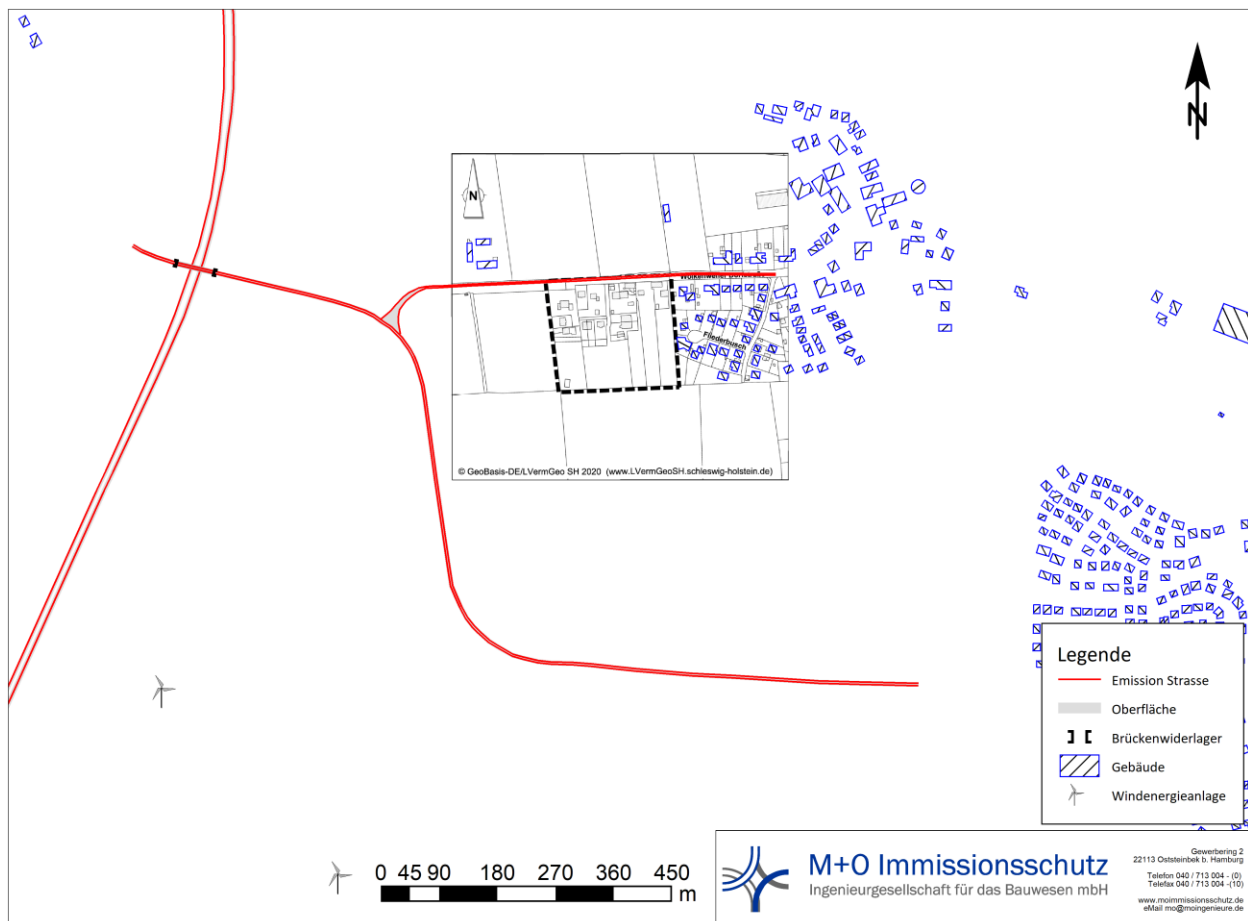 N
N
Fliederbusch
© GeoBasis-DE/LVermGeo SH 2020 (www.LVermGeoSH.schleswig-holstein.de)
Legende
Emission Strasse
Oberfläche
Brückenwiderlager
Gebäude
Windenergieanlage
0 45 90 180 270 360 450
m
M+O Immissionsschutz
Ingenieurgesellschaft für das Bauwesen mbH
Gewerbering 2
22113 Oststeinbek b. Hamburg
Telefon 040 / 713 004 - (0)
Telefax 040 / 713 004 -(10)
www.moimmissionsschutz.de
eMail mo@moingenieure.de